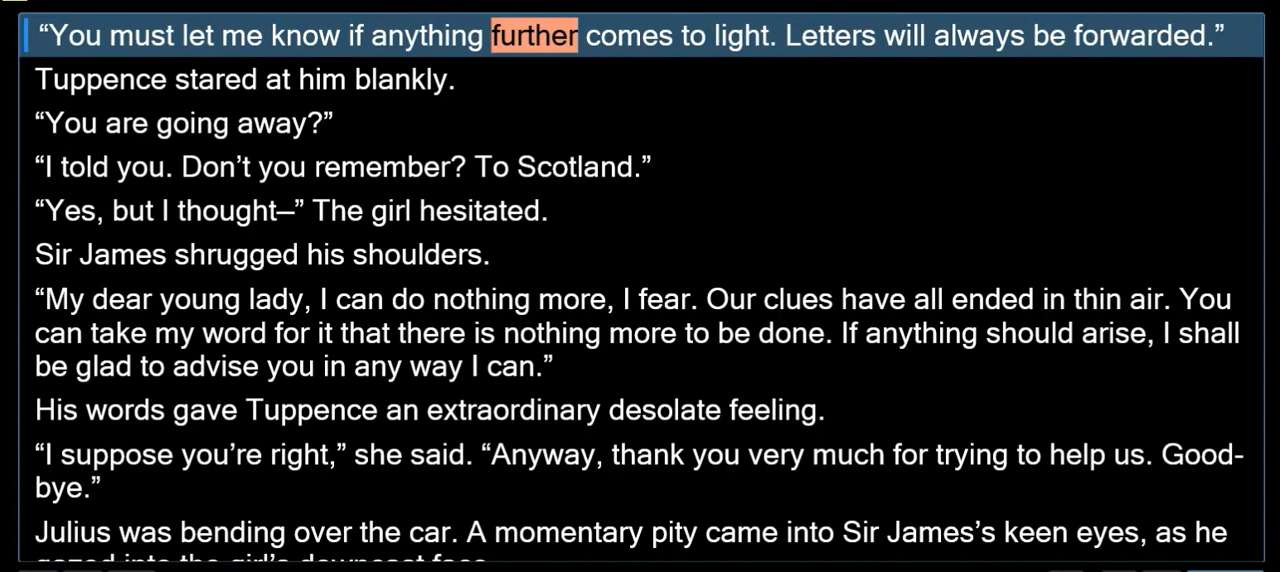 “You must let me know if anything further comes to light. Letters will always be forwarded.”
Tuppence stared at him blankly.
“You are going away?”
“I told you. Don’t you remember? To Scotland.”
“Yes, but I thought—” The girl hesitated.
Sir James shrugged his shoulders.
“My dear young lady, I can do nothing more, I fear. Our clues have all ended in thin air. You
can take my word for it that there is nothing more to be done. If anything should arise, I shall
be glad to advise you in any way I can.”
His words gave Tuppence an extraordinary desolate feeling.
“I suppose you’re right,” she said. “Anyway, thank you very much for trying to help us. Good-
bye.”
Julius was bending over the car. A momentary pity came into Sir James’s keen eyes, as he
gazed into the girl’s downcast face.